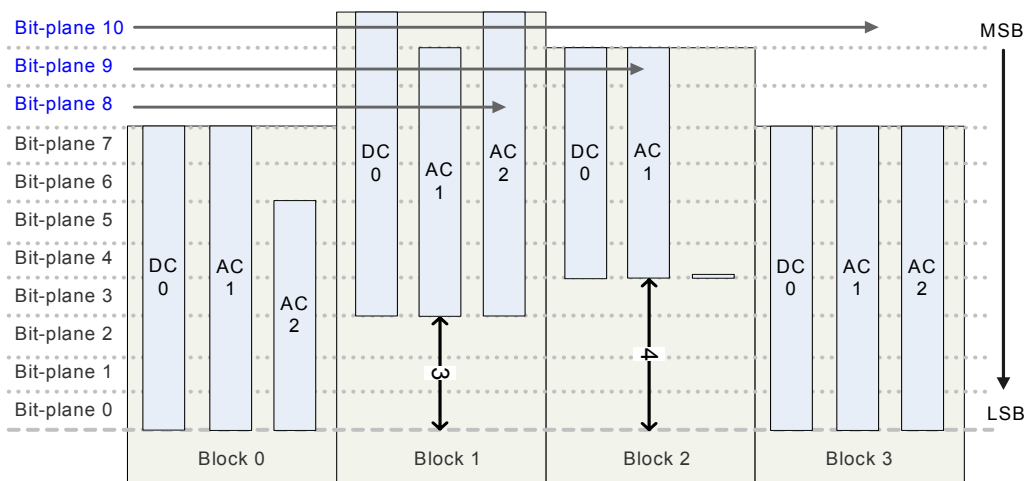 Bit-plane 10
MSB
Bit-plane 9
Bit-plane 8
Bit-plane 7
Bit-plane 6
Bit-plane 5
Bit-plane 4
Bit-plane 3
Bit-plane 2
Bit-plane 1
Bit-plane 0
LSB
DC
0
AC
1
AC
2
DC
0
AC
1
AC
2
3
DC
0
AC
1
4
DC
0
AC
1
AC
2
Block 0
Block 1
Block 2
Block 3